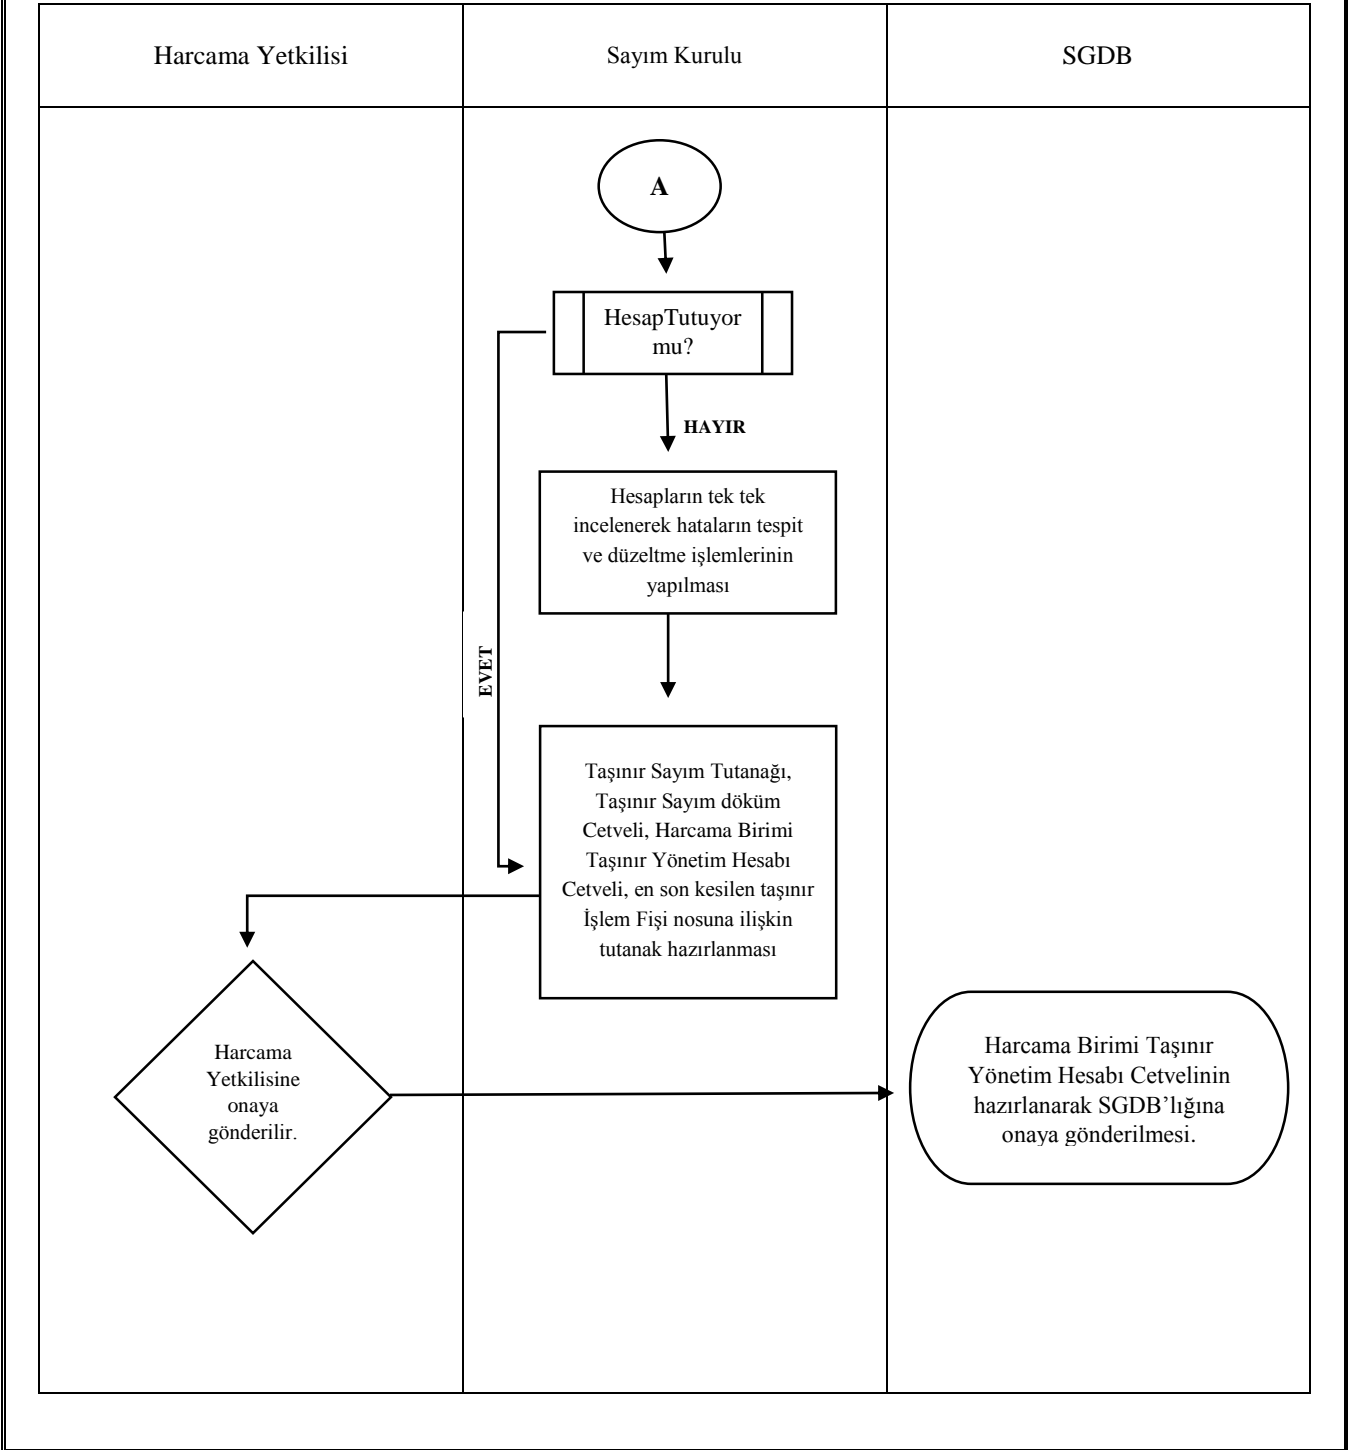 Harcama Yetkilisi
Sayım Kurulu
SGDB
A
HesapTutuyor
mu?
HAYIR
Hesapların tek tek
incelenerek hataların tespit
ve düzeltme işlemlerinin
yapılması
EVET
Taşınır Sayım Tutanağı,
Taşınır Sayım döküm
Cetveli, Harcama Birimi
Taşınır Yönetim Hesabı
Cetveli, en son kesilen taşınır
İşlem Fişi nosuna ilişkin
tutanak hazırlanması
Harcama
Yetkilisine
onaya
gönderilir.
Harcama Birimi Taşınır
Yönetim Hesabı Cetvelinin
hazırlanarak SGDB’lığına
onaya gönderilmesi.